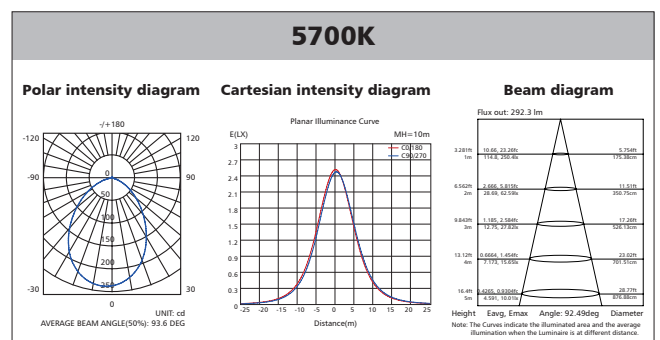 5700K
Polar intensity diagram
-/+180
-120
120
-90
90
0
50
100
150
200
250
-30
30
0
UNIT: cd
AVERAGE BEAM ANGLE(50%): 93.6 DEG
Cartesian intensity diagram
Planar Illuminance Curve
E(LX)
MH=10m
C0/180
C90/270
3
2.7
2.4
2.1
1.8
1.5
1.2
0.9
0.6
0.3
0
-25 -20 -15 -10 -5 0 5 10 15 20 25
Distance(m)
Beam diagram
Flux out: 292.3 lm
3.281ft 10.66, 23.26fc 5.754ft
1m 114.8, 250.4lx 175.38cm
6.562ft 2.666, 5.815fc 11.51ft
2m 28.69, 62.59lx 350.75cm
9.843ft 1.185, 2.584fc 17.26ft
3m 12.75, 27.82lx 526.13cm
13.12ft 0.6664, 1.454fc 23.02ft
4m 7.173, 15.65lx 701.51cm
16.4ft 0.4265, 0.9304fc 28.77ft
5m 4.591, 10.01lx 876.88cm
Height Eavg, Emax Angle: 92.49deg Diameter
Note: The Curves indicate the illuminated area and the average
illumination when the Luminaire is at different distance.